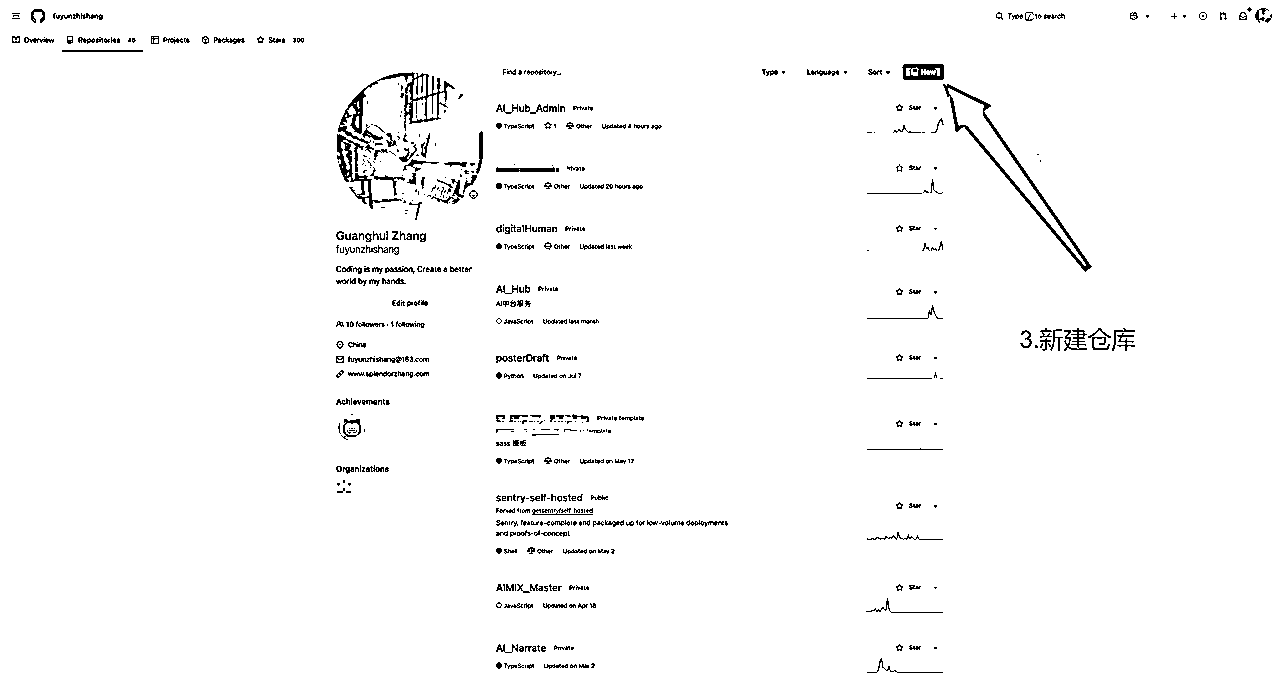 fuyunzhishang
Type / to search
Overview
Repositories 45
Projects
Packages
Stars 300
Find a repository…
Type
Language
Sort
New
AI_Hub_Admin Private
Star
TypeScript 1 Other Updated 4 hours ago
Private
Star
TypeScript Other Updated 20 hours ago
digitalHuman Private
Star
TypeScript Other Updated last week
Guanghui Zhang
fuyunzhishang
Coding is my passion, Create a better
world by my hands.
Edit profile
10 followers · 1 following
China
fuyunzhishang@163.com
www.splendorzhang.com
Achievements
Organizations
AI_Hub Private
Star
AI中台服务
JavaScript Updated last month
posterDraft Private
Star
Python Updated on Jul 7
Private template
Star
template
sass 模板
TypeScript Other Updated on May 17
sentry-self-hosted Public
Star
Forked from getsentry/self-hosted
Sentry, feature-complete and packaged up for low-volume deployments
and proofs-of-concept
Shell Other Updated on May 2
AIMIX_Master Private
Star
JavaScript Updated on Apr 18
AI_Narrate Private
Star
TypeScript Updated on Mar 2
3.新建仓库